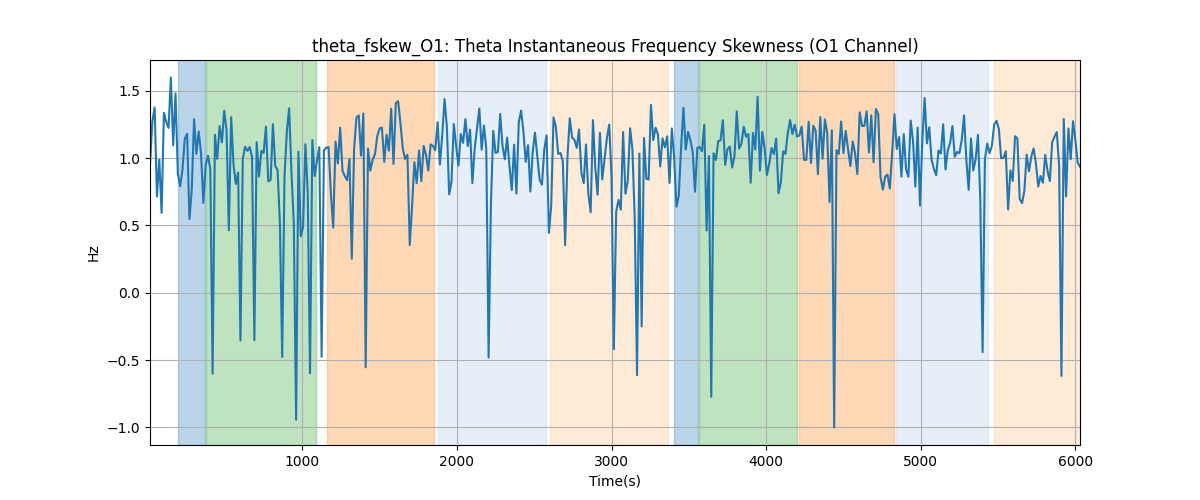 theta_fskew_O1: Theta Instantaneous Frequency Skewness (O1 Channel)
Hz
1.5
1.0
0.5
0.0
−0.5
−1.0
1000 2000 3000 4000 5000 6000
Time(s)